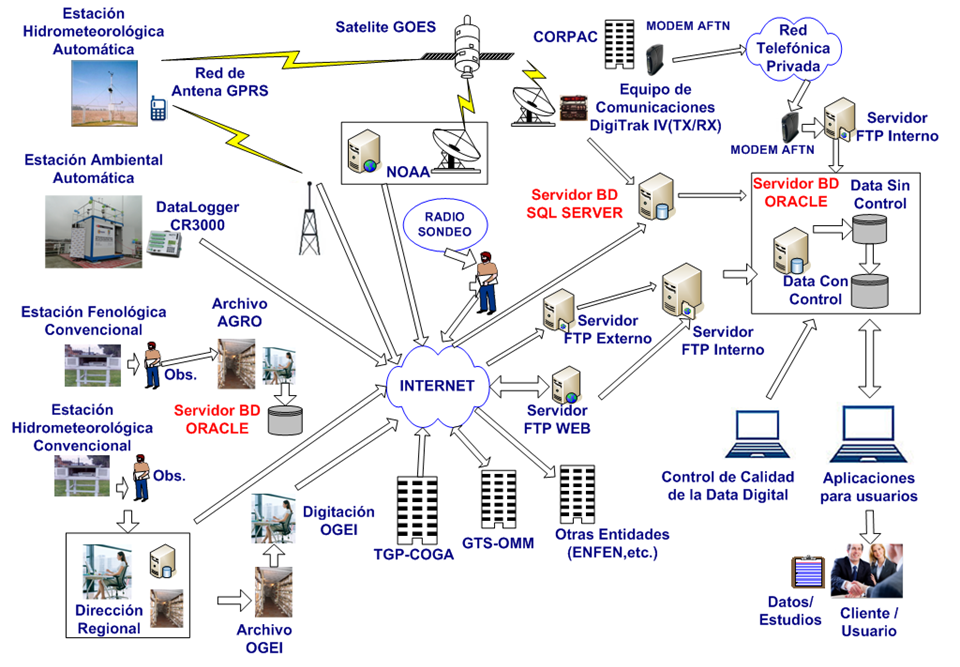 Estación
Hidrometeorológica
Automática
Satelite GOES
CORPAC
MODEM AFTN
Red
Telefónica
Privada
Red de
Antena GPRS
Equipo de
Comunicaciones
DigiTrak IV(TX/RX)
MODEM AFTN
Servidor
FTP Interno
Estación Ambiental
Automática
NOAA
DataLogger
CR3000
RADIO
SONDEO
Servidor BD
SQL SERVER
Servidor BD
ORACLE
Data Sin
Control
Data Con
Control
Estación Fenológica
Convencional
Obs.
Archivo
AGRO
Servidor
FTP Externo
Servidor
FTP Interno
INTERNET
Servidor
FTP WEB
Servidor BD
ORACLE
Estación
Hidrometeorológica
Convencional
Obs.
Control de Calidad
de la Data Digital
Aplicaciones
para usuarios
Digitación
OGEI
TGP-COGA
GTS-OMM
Otras Entidades
(ENFEN,etc.)
Dirección
Regional
Archivo
OGEI
Datos/
Estudios
Cliente /
Usuario